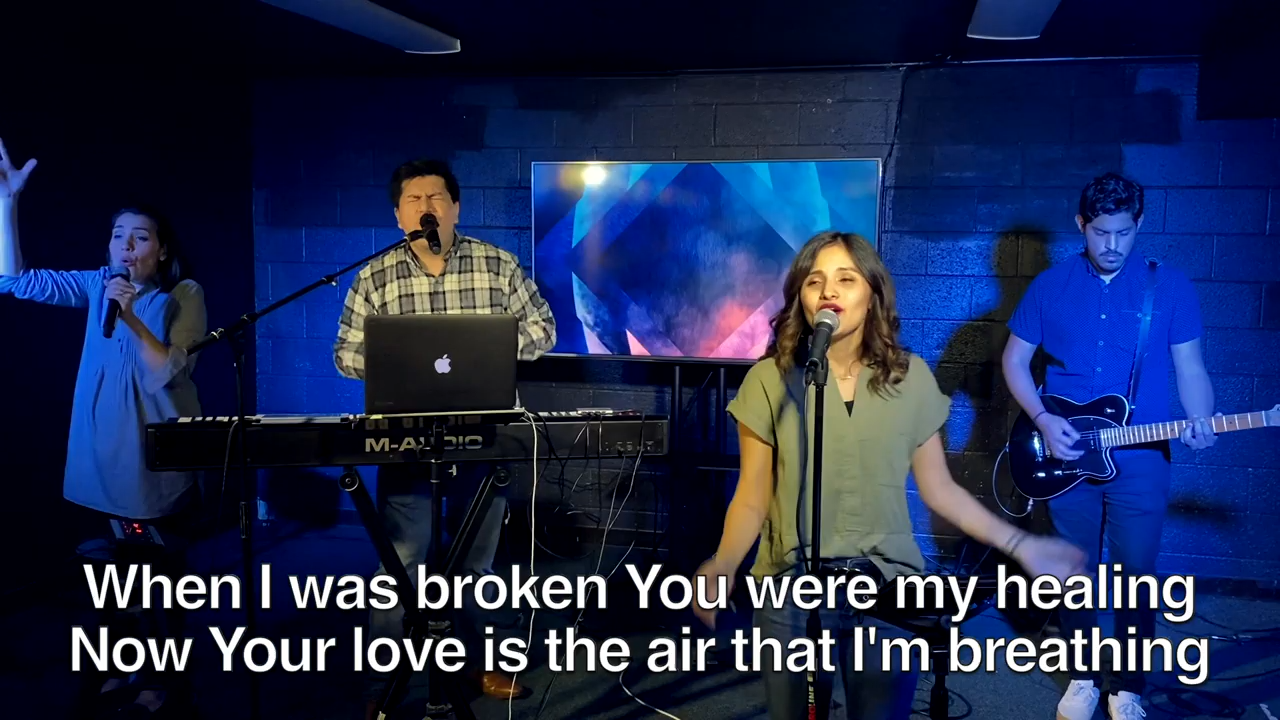 M-AUDIO
When I was broken You were my healing
Now Your love is the air that I'm breathing